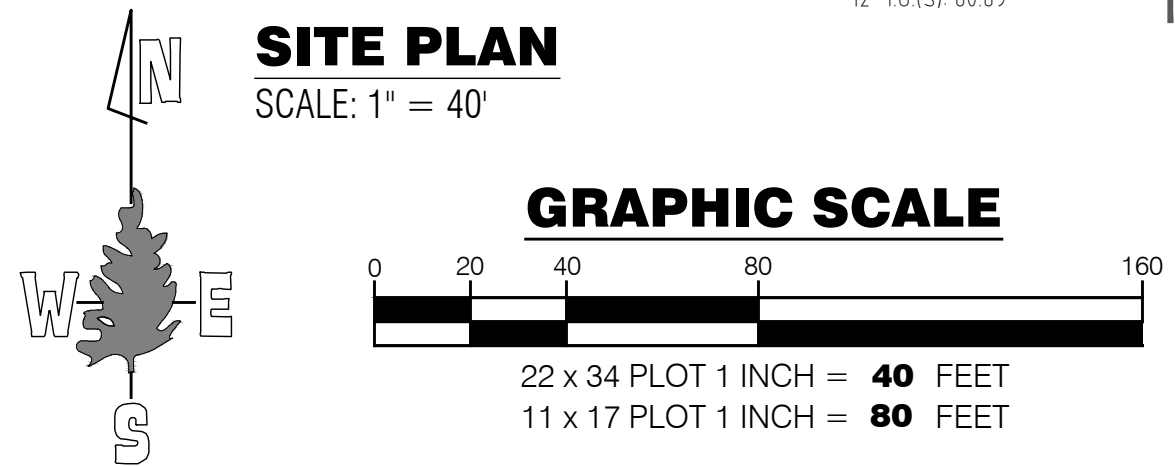 N
SITE PLAN
SCALE: 1" = 40'
GRAPHIC SCALE
0 20 40 80 160
W E
22 x 34 PLOT 1 INCH = 40 FEET
11 x 17 PLOT 1 INCH = 80 FEET
S